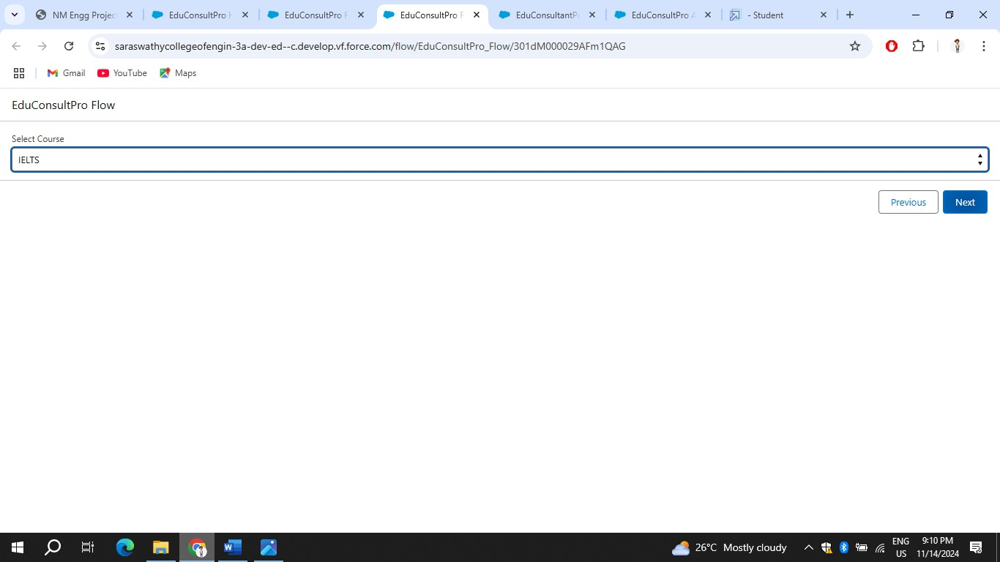 NM Engg Projec
EduConsultPro H
EduConsultPro F
EduConsultPro F
EduConsultantP
EduConsultPro A
- Student
saraswathycollegeofengin-3a-dev-ed--c.develop.vf.force.com/flow/EduConsultPro_Flow/301dM000029AFm1QAG
Gmail
YouTube
Maps
EduConsultPro Flow
Select Course
IELTS
Previous
Next
26°C Mostly cloudy
ENG
US
9:10 PM
11/14/2024